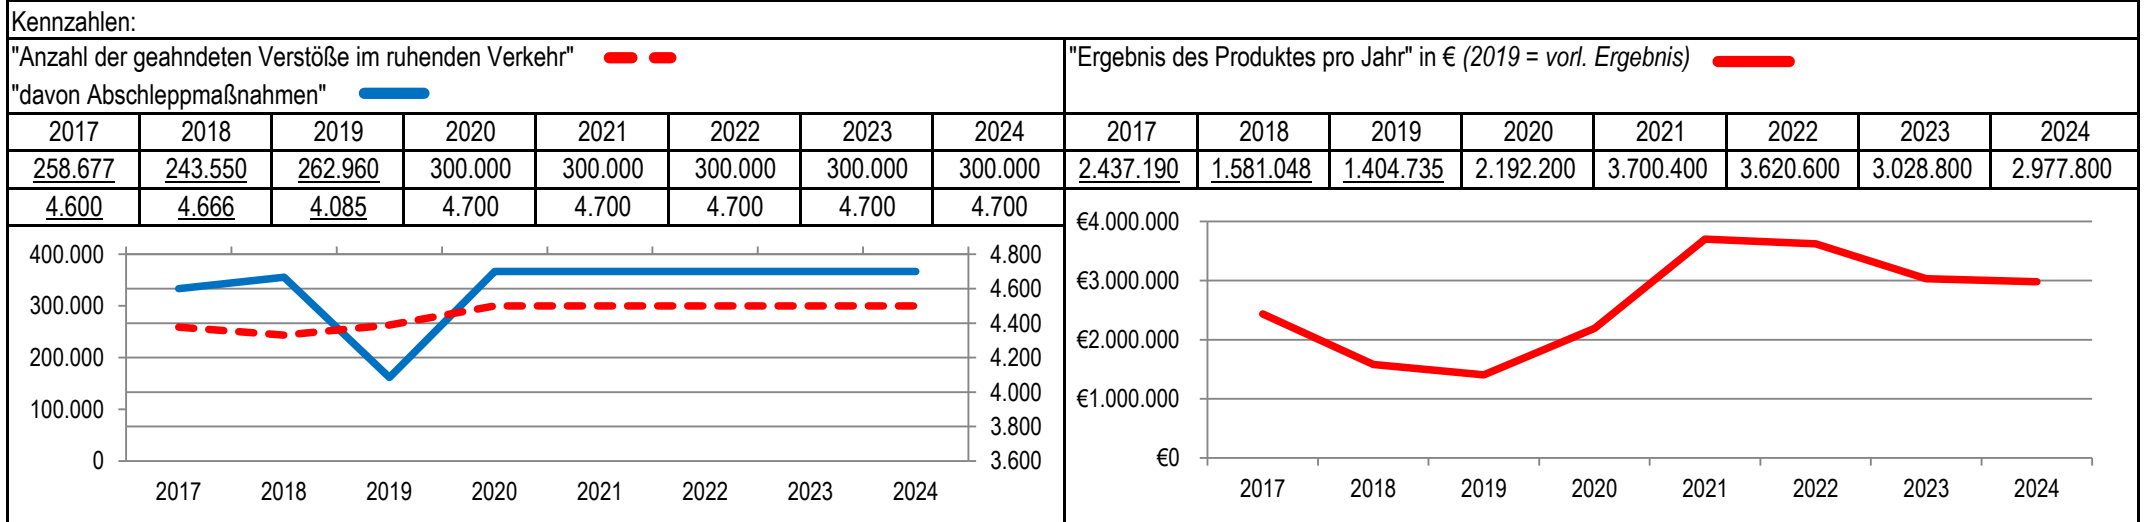 Kennzahlen:
"Anzahl der geahndeten Verstöße im ruhenden Verkehr"
"davon Abschleppmaßnahmen"
2017 2018 2019 2020 2021 2022 2023 2024
258.677 243.550 262.960 300.000 300.000 300.000 300.000 300.000
4.600 4.666 4.085 4.700 4.700 4.700 4.700 4.700
400.000 4.800
300.000 4.600
200.000 4.400
100.000 4.200
0 4.000
3.800
3.600
2017 2018 2019 2020 2021 2022 2023 2024
"Ergebnis des Produktes pro Jahr" in € (2019 = vorl. Ergebnis)
2017 2018 2019 2020 2021 2022 2023 2024
2.437.190 1.581.048 1.404.735 2.192.200 3.700.400 3.620.600 3.028.800 2.977.800
€4.000.000
€3.000.000
€2.000.000
€1.000.000
€0
2017 2018 2019 2020 2021 2022 2023 2024